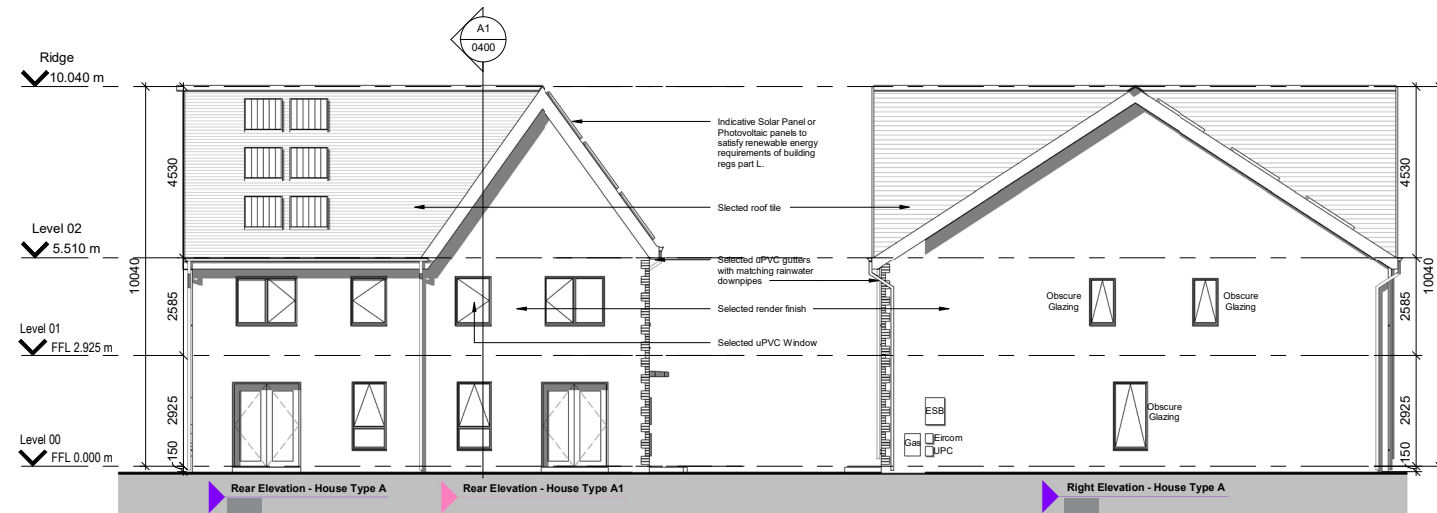 A1
0400
Ridge
10.040 m
Level 02
5.510 m
Level 01
FFL 2.925 m
Level 00
FFL 0.000 m
10040
4530
2585
2925
150
Indicative Solar Panel or
Photovoltaic panels to
satisfy renewable energy
requirements of building
regs part L.
Slected roof tile
Selected uPVC gutters
with matching rainwater
downpipes
Selected render finish
Selected uPVC Window
Obscure
Glazing
Obscure
Glazing
Obscure
Glazing
ESB
Gas
Eircom
UPC
4530
2585
2925
150
10040
Rear Elevation - House Type A
Rear Elevation - House Type A1
Right Elevation - House Type A